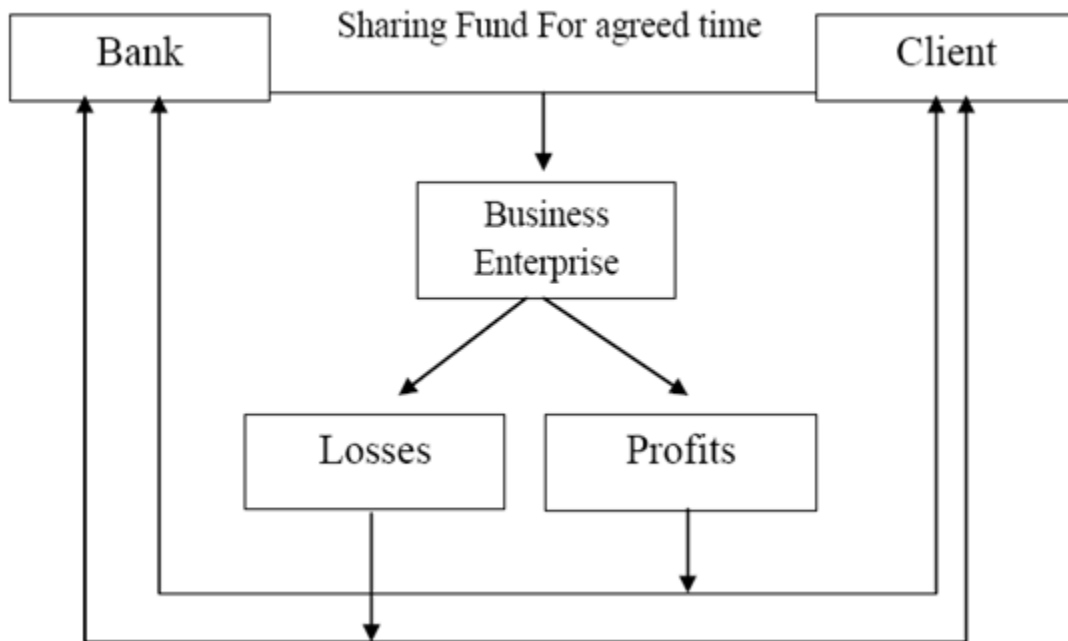 Sharing Fund For agreed time
Bank
Client
Business
Enterprise
Losses
Profits